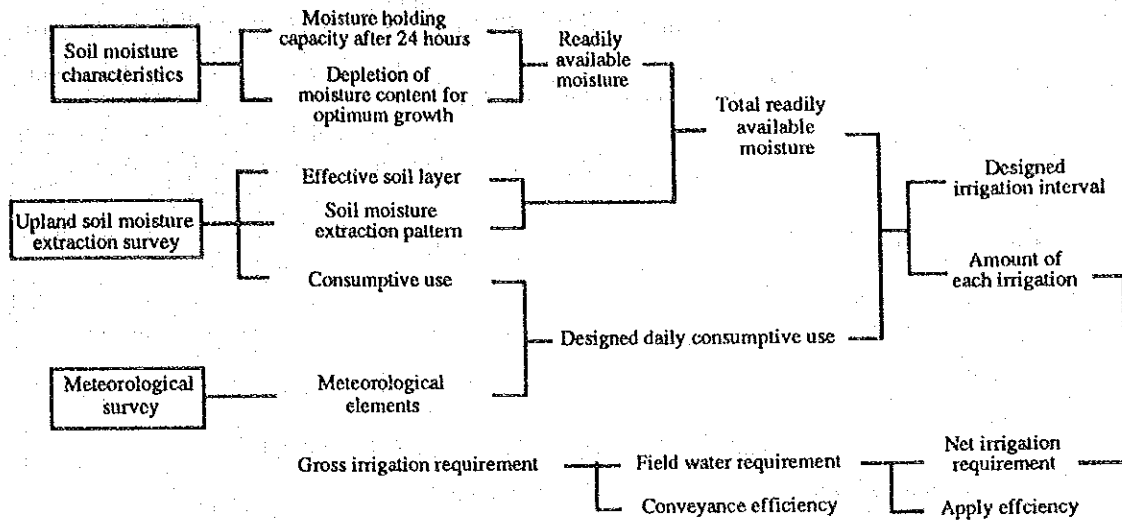 Soil moisture
characteristics
Moisture holding
capacity after 24 hours
Depletion of
moisture content for
optimum growth
Readily
available
moisture
Total readily
available
moisture
Upland soil moisture
extraction survey
Effective soil layer
Soil moisture
extraction pattern
Consumptive use
Designed
irrigation interval
Amount of
each irrigation
Designed daily consumptive use
Meteorological
survey
Meteorological
elements
Gross irrigation requirement
Field water requirement
Conveyance efficiency
Net irrigation
requirement
Apply effciency